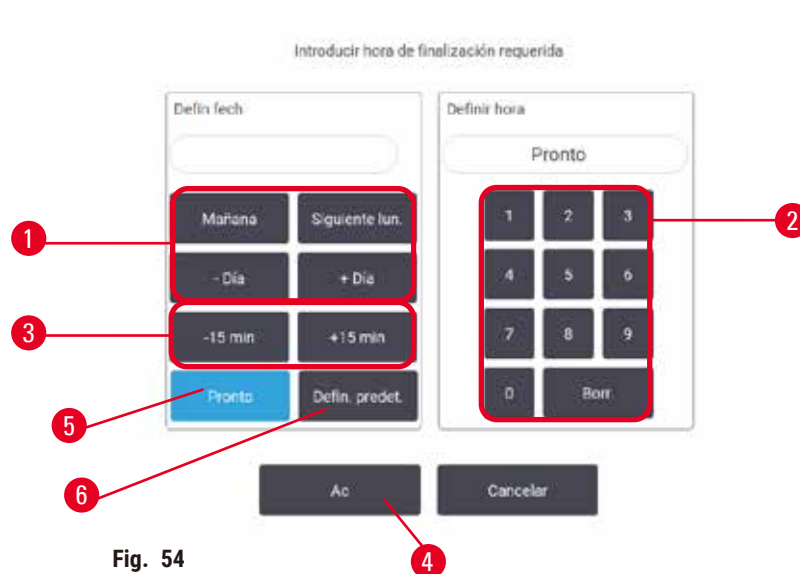 Introducir hora de finalización requerida
Defin fech
Definir hora
Pronto
Mañana
Siguiente lun.
1
2
3
2
1
- Día
+ Día
4
5
6
3
-15 min
+15 min
7
8
9
Pronto
Defin. predet.
0
Borr.
5
6
Ac
Cancelar
Fig. 54
4